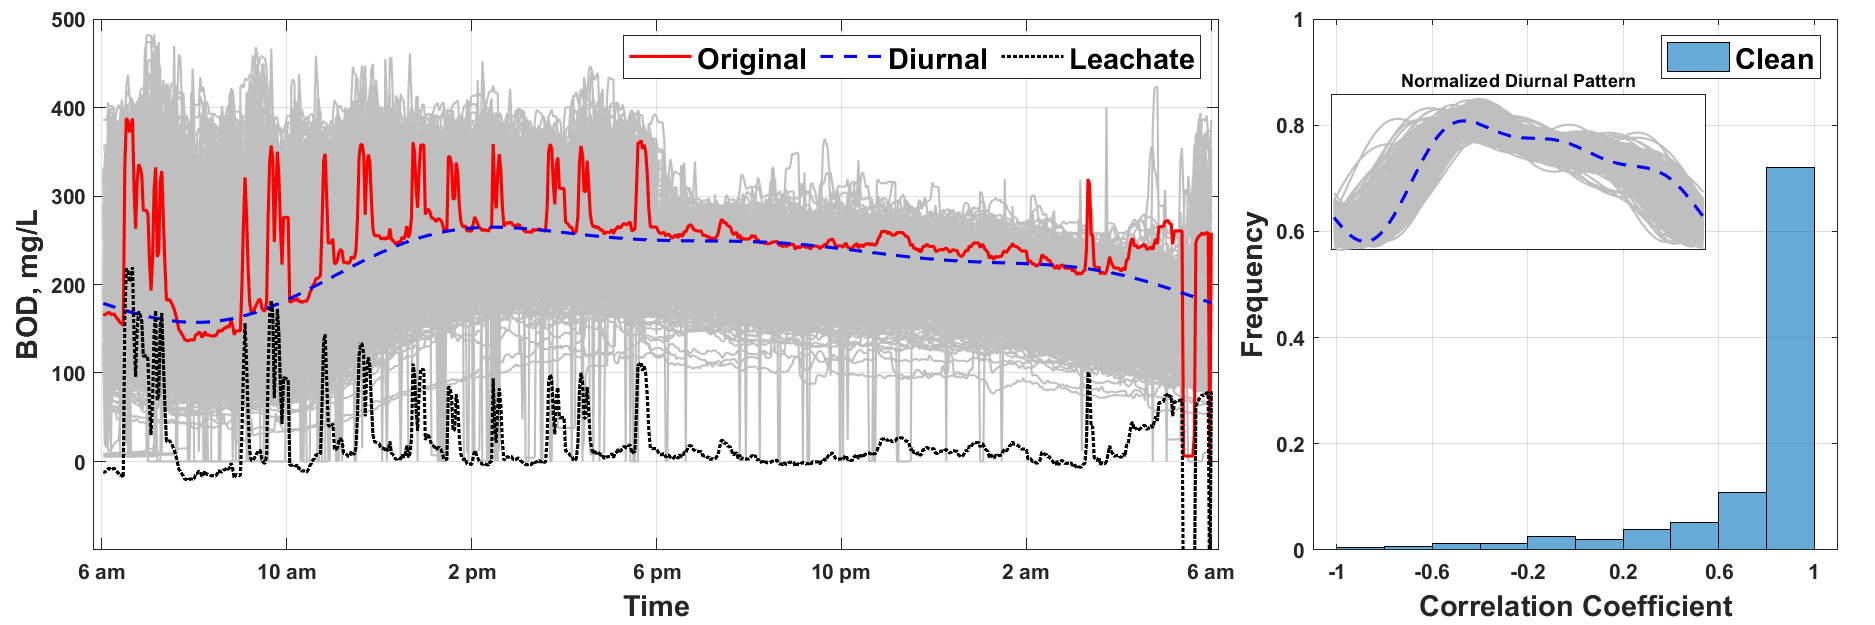 500
400
300
200
100
0
BOD, mg/L
Original Diurnal Leachate
6 am 10 am 2 pm 6 pm 10 pm 2 am 6 am
Time
1
0.8
0.6
0.4
0.2
0
Frequency
Clean
Normalized Diurnal Pattern
-1 -0.6 -0.2 0.2 0.6 1
Correlation Coefficient